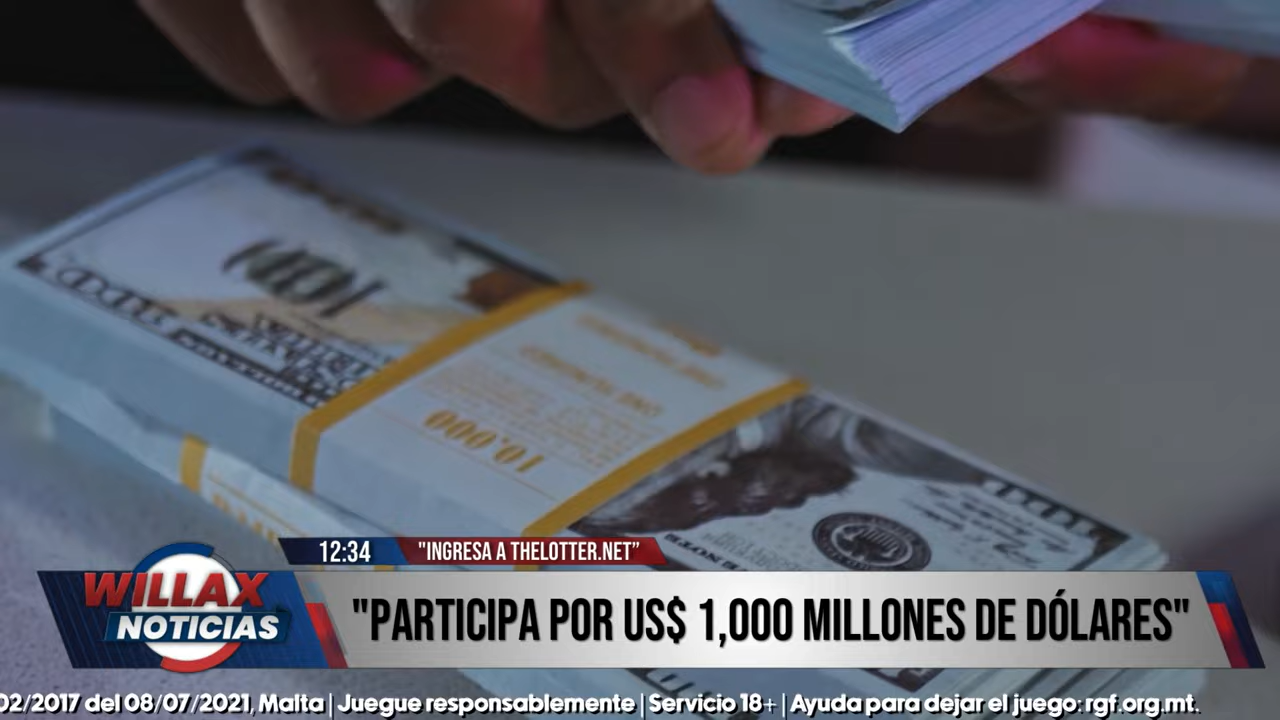 10,000
12:34
"INGRESA A THELOTTER.NET"
WILLAX
NOTICIAS
"PARTICIPA POR US$ 1,000 MILLONES DE DÓLARES"
02/2017 del 08/07/2021, Malta | Juegue responsablemente | Servicio 18+ | Ayuda para dejar el juego: rgf.org.mt.